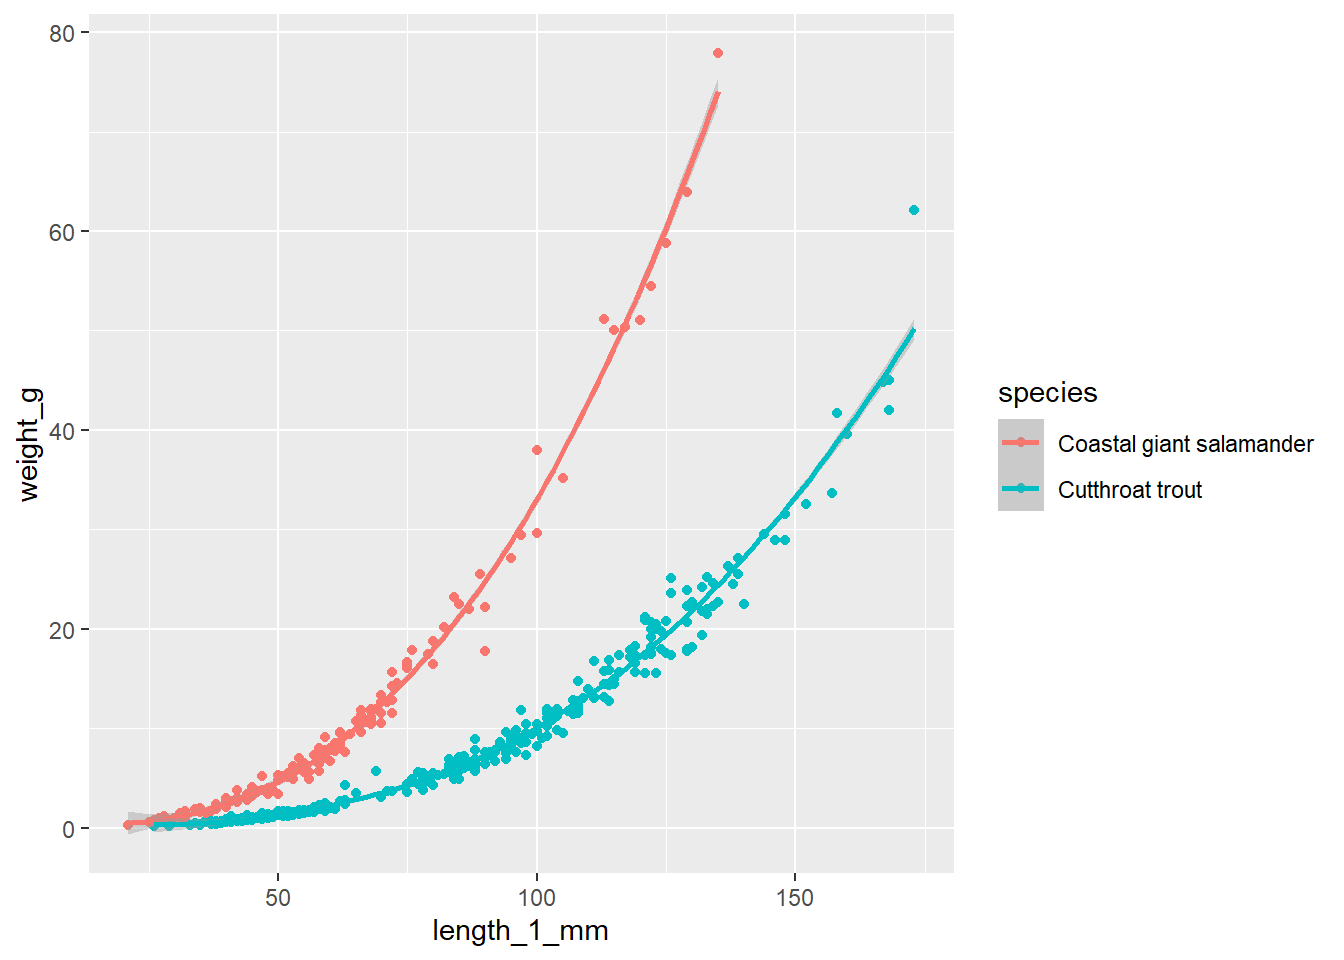 80
60
40
20
0
weight_g
50 100 150
length_1_mm
species
Coastal giant salamander
Cutthroat trout